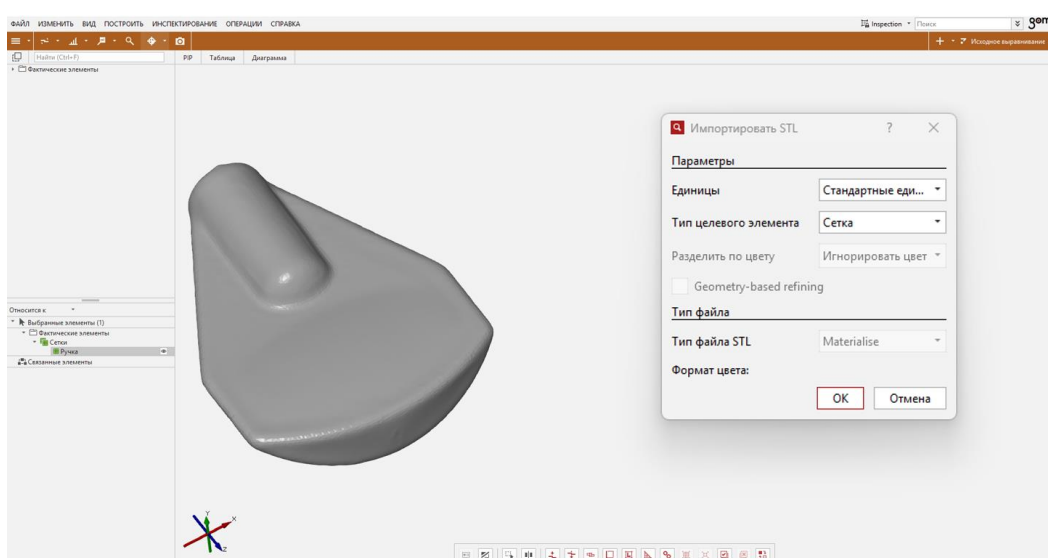 ФАЙЛ ИЗМЕНИТЬ ВИД ПОСТРОИТЬ ИНСПЕКТИРОВАНИЕ ОПЕРАЦИИ СПРАВКА
Inspection Поиск gom
Исходное выравнивание
Найти (Ctrl+F) PIP Таблица Диаграмма
Фактические элементы
Импортировать STL ? ×
Параметры
Единицы Стандартные еди...
Тип целевого элемента Сетка
Разделить по цвету Игнорировать цвет
Geometry-based refining
Тип файла
Тип файла STL Materialise
Формат цвета:
OK Отмена
Относится к
Выбранные элементы (1)
Фактические элементы
Сетки
Ручка
Связанные элементы
Y
X
Z